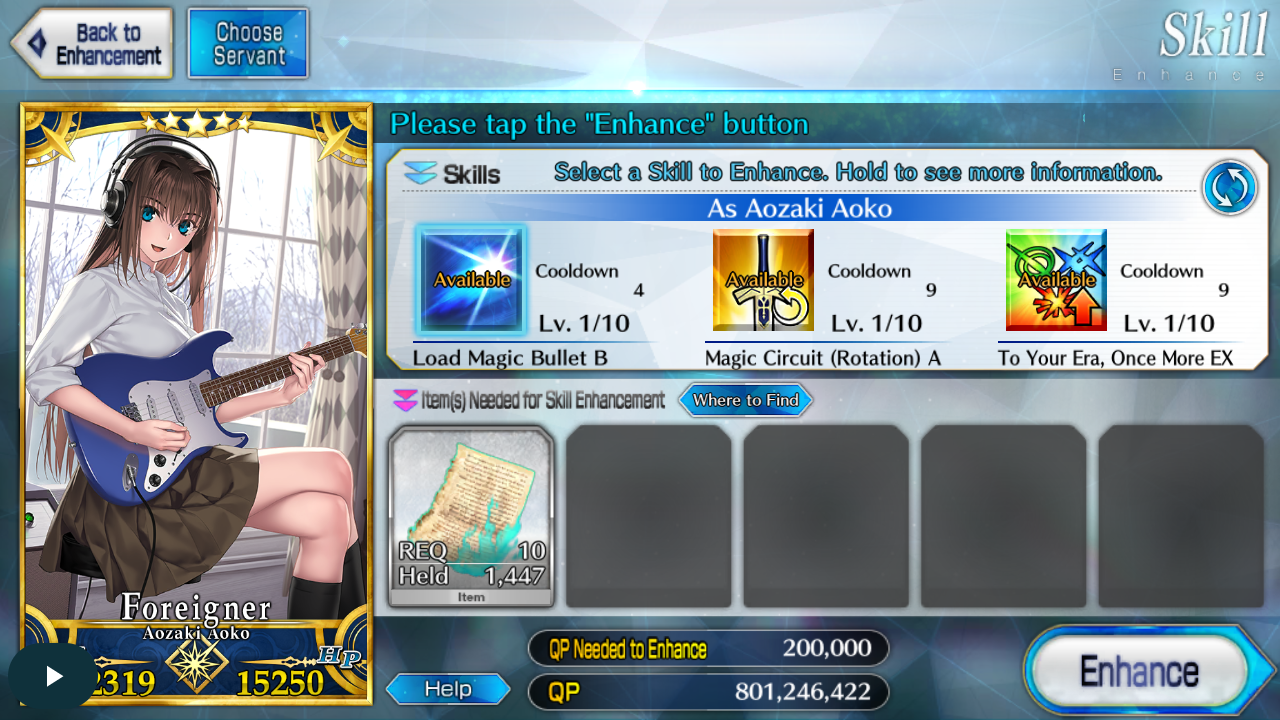 Back to
Enhancement
Choose
Servant
Skill
Enhance
Please tap the "Enhance" button
Skills
Select a Skill to Enhance. Hold to see more information.
As Aozaki Aoko
Available
Cooldown
4
Lv. 1/10
Load Magic Bullet B
Available
Cooldown
9
Lv. 1/10
Magic Circuit (Rotation) A
Available
Cooldown
9
Lv. 1/10
To Your Era, Once More EX
Item(s) Needed for Skill Enhancement
Where to Find
REQ 10
Held 1,447
Item
Foreigner
Aozaki Aoko
HP
2319 15250
QP Needed to Enhance 200,000
Help
QP 801,246,422
Enhance